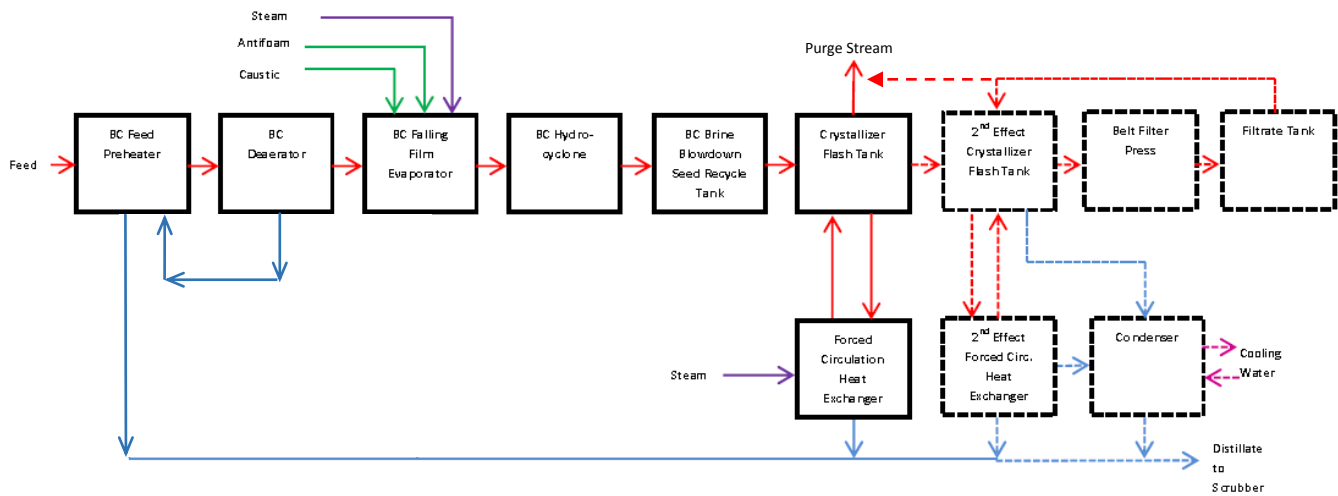 Steam
Antifoam
Caustic
Purge Stream
Feed
BC Feed
Preheater
BC
Deaerator
BC Falling
Film
Evaporator
BC Hydro-
cyclone
BC Brine
Blowdown
Seed Recycle
Tank
Crystallizer
Flash Tank
2nd Effect
Crystallizer
Flash Tank
Belt Filter
Press
Filtrate Tank
Steam
Forced
Circulation
Heat
Exchanger
2nd Effect
Forced Circ.
Heat
Exchanger
Condenser
Cooling
Water
Distillate
to
Scrubber